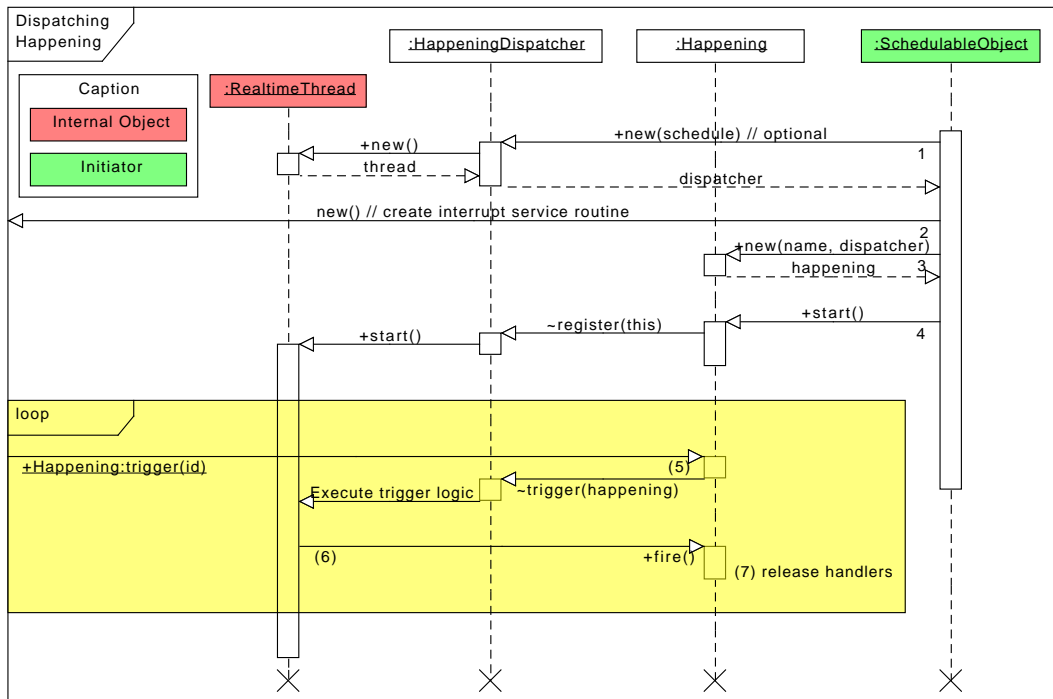 Dispatching
Happening
:HappeningDispatcher
:Happening
:SchedulableObject
Caption
:RealtimeThread
Internal Object
Initiator
+new(schedule) // optional
1
+new()
thread
dispatcher
new() // create interrupt service routine
2
+new(name, dispatcher)
happening
3
+start()
~register(this)
+start()
4
loop
+Happening:trigger(id)
(5)
~trigger(happening)
Execute trigger logic
(6)
+fire()
(7) release handlers